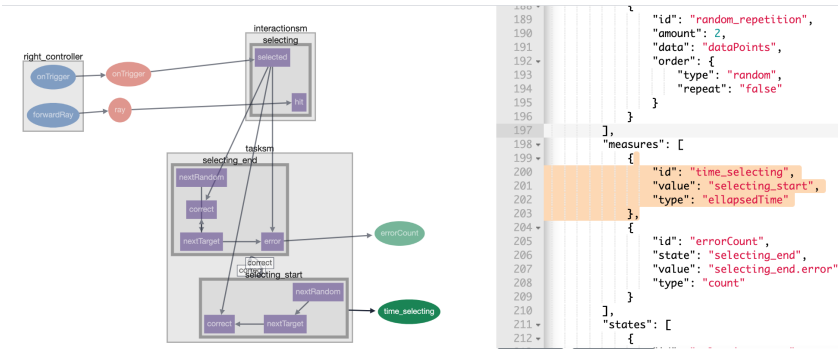 interactionsm
selecting
selected
hit
right_controller
onTrigger
onTrigger
forwardRay
ray
tasksm
selecting_end
nextRandom
correct
nextTarget
error
errorCount
correct
correct
selecting_start
nextRandom
correct
nextTarget
time_selecting
188
{
189
"id": "random_repetition",
190
"amount": 2,
191
"data": "dataPoints",
192
"order": {
193
"type": "random",
194
"repeat": "false"
195
}
196
}
197
],
198
"measures": [
199
{
200
"id": "time_selecting",
201
"value": "selecting_start",
202
"type": "ellapsedTime"
203
},
204
{
205
"id": "errorCount",
206
"state": "selecting_end",
207
"value": "selecting_end.error"
208
"type": "count"
209
}
210
],
211
"states": [
212
{